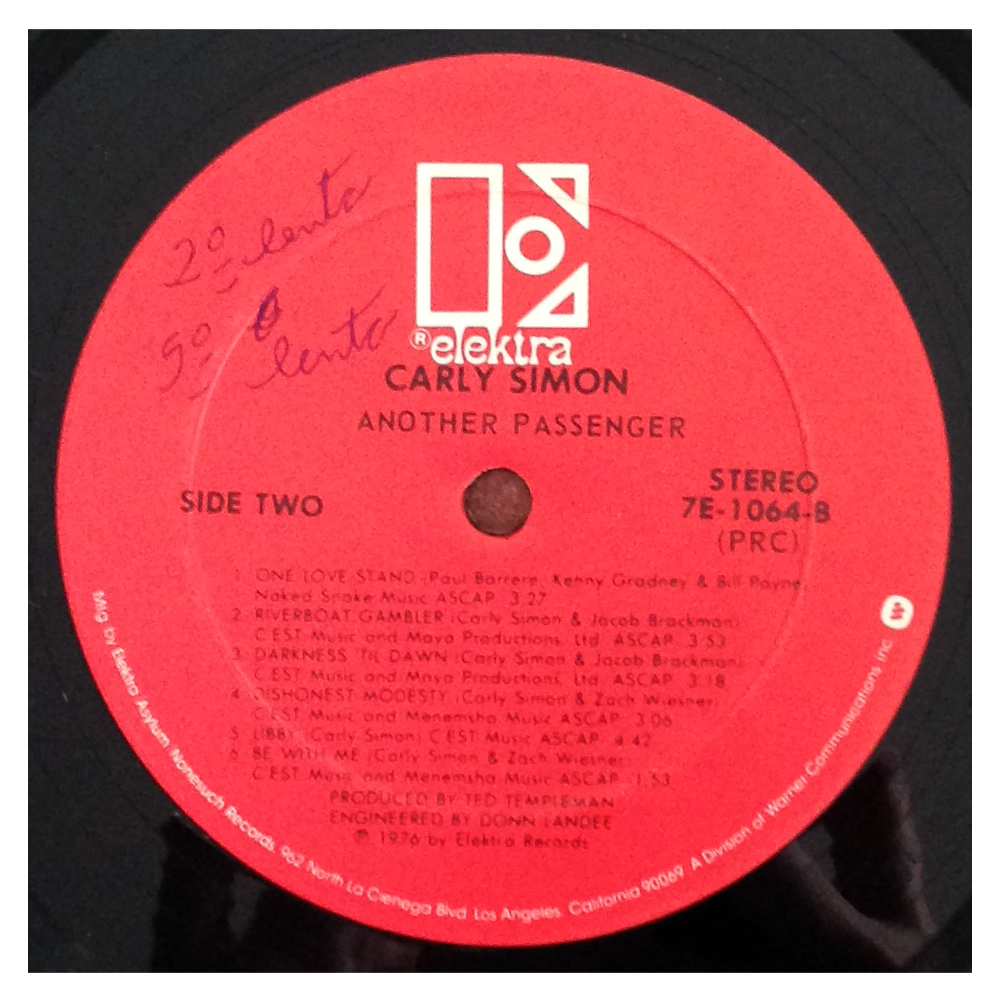 2º lento
5º lento
® elektra
CARLY SIMON
ANOTHER PASSENGER
SIDE TWO
STEREO
7E-1064-B
(PRC)
1. ONE LOVE STAND (Paul Barrere, Kenny Gradney & Bill Payne)
Naked Snake Music ASCAP 3:27
2. RIVERBOAT GAMBLER (Carly Simon & Jacob Brackman)
C'EST Music and Maya Productions, Ltd. ASCAP 3:53
3. DARKNESS 'TIL DAWN (Carly Simon & Jacob Brackman)
C'EST Music and Maya Productions, Ltd. ASCAP 3:18
4. DISHONEST MODESTY (Carly Simon & Zach Wiesner)
C'EST Music and Menemsha Music ASCAP 3:06
5. LIBBY (Carly Simon) C'EST Music ASCAP 4:42
6. BE WITH ME (Carly Simon & Zach Wiesner)
C'EST Music and Menemsha Music ASCAP 1:53
PRODUCED BY TED TEMPLEMAN
ENGINEERED BY DONN LANDEE
℗ 1976 by Elektra Records
Mfg by Elektra Asylum Nonesuch Records. 962 North La Cienega Blvd. Los Angeles. California 90069. A Division of Warner Communications Inc.